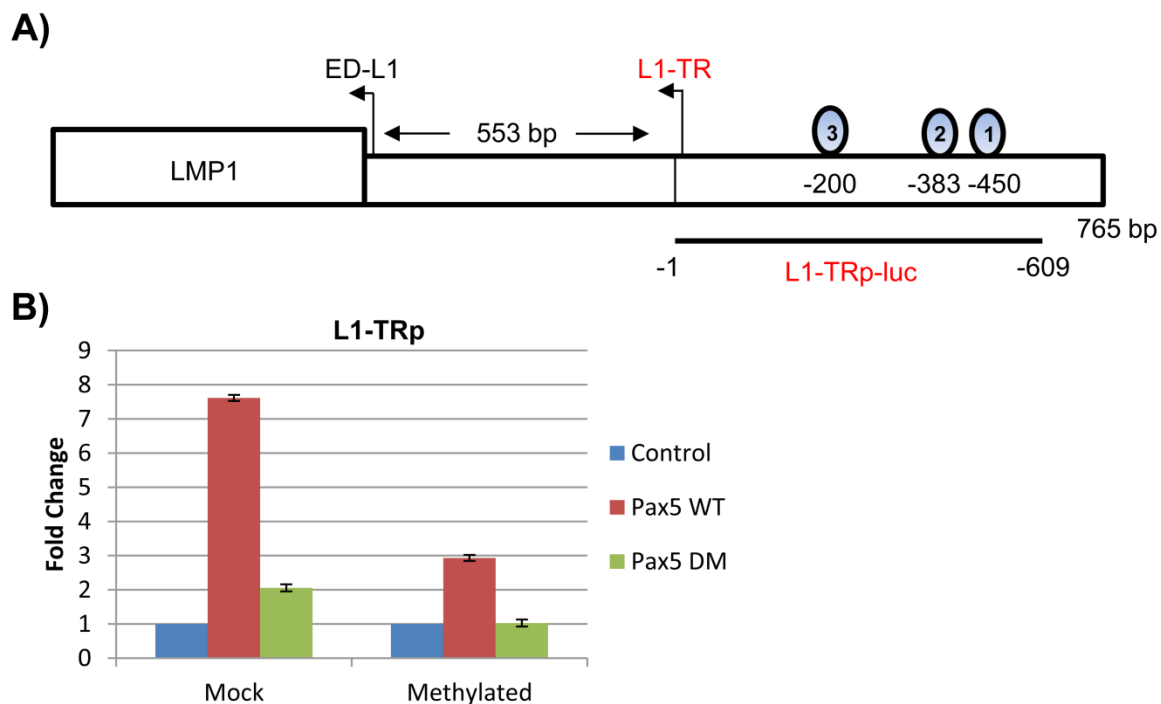 A)
ED-L1
L1-TR
553 bp
3
2
1
LMP1
-200
-383
-450
765 bp
-1
L1-TRp-luc
-609
B)
L1-TRp
Fold Change
9
8
7
6
5
4
3
2
1
0
Mock
Methylated
Control
Pax5 WT
Pax5 DM